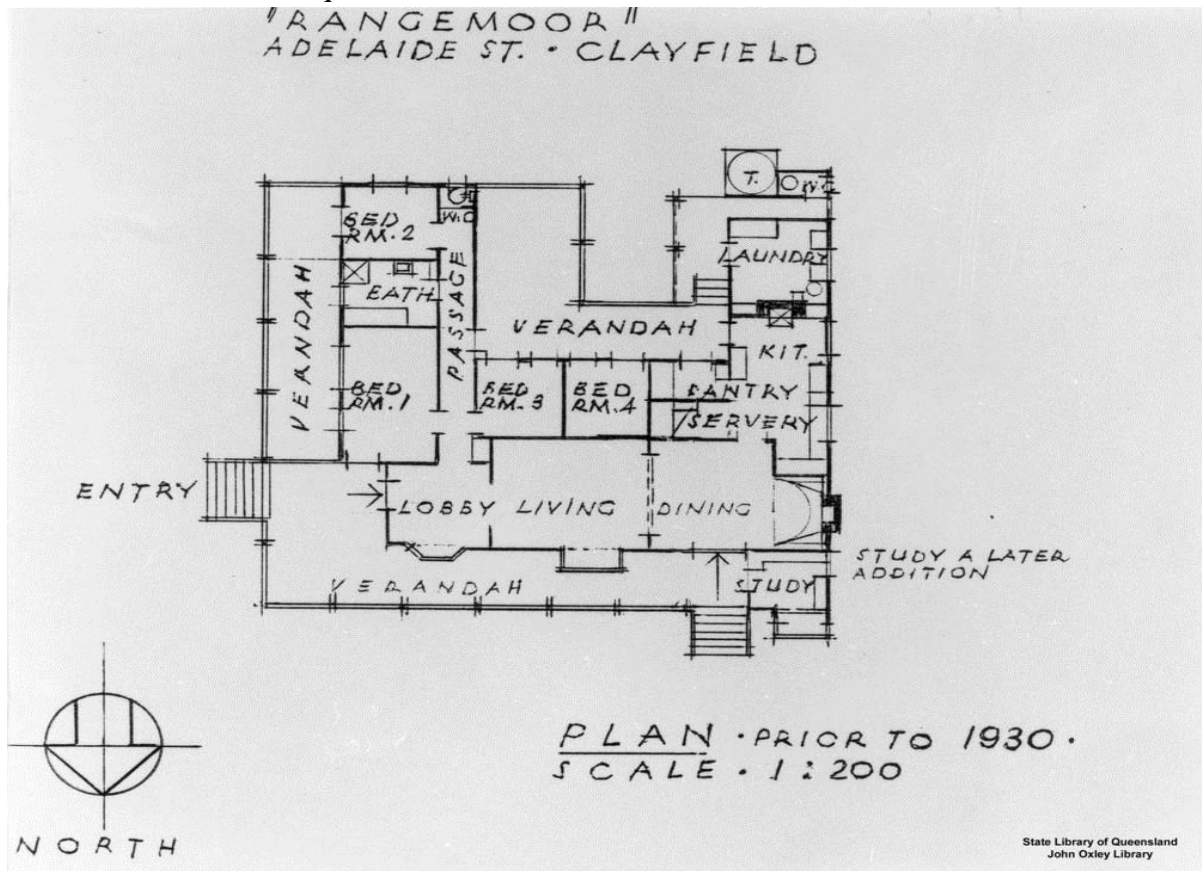 "RANGEMOOR"
ADELAIDE ST. · CLAYFIELD
T.
W.C
BED
RM. 2
W.C
LAUNDRY
BATH
VERANDAH
PASSAGE
VERANDAH
KIT.
BED
RM. 1
BED
RM. 3
BED
RM. 4
PANTRY
SERVERY
ENTRY
LOBBY
LIVING
DINING
STUDY A LATER
ADDITION
VERANDAH
STUDY
PLAN · PRIOR TO 1930 ·
SCALE · 1 : 200
NORTH
State Library of Queensland
John Oxley Library